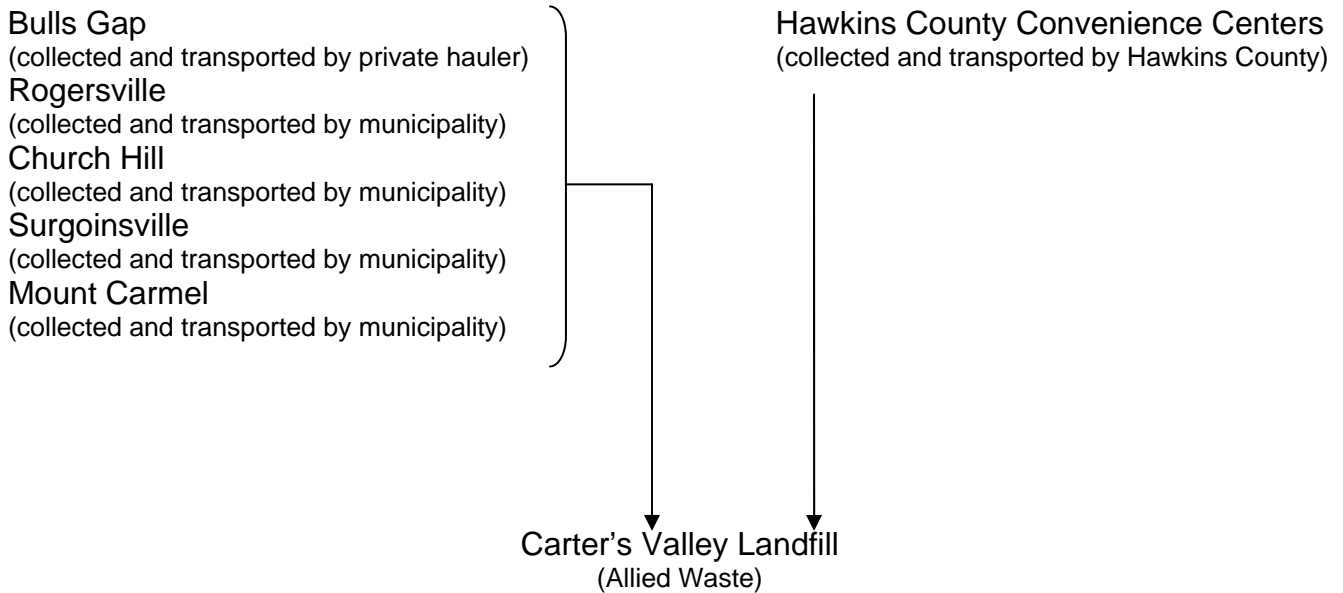 Bulls Gap
(collected and transported by private hauler)
Rogersville
(collected and transported by municipality)
Church Hill
(collected and transported by municipality)
Surgoinsville
(collected and transported by municipality)
Mount Carmel
(collected and transported by municipality)
Hawkins County Convenience Centers
(collected and transported by Hawkins County)
Carter’s Valley Landfill
(Allied Waste)